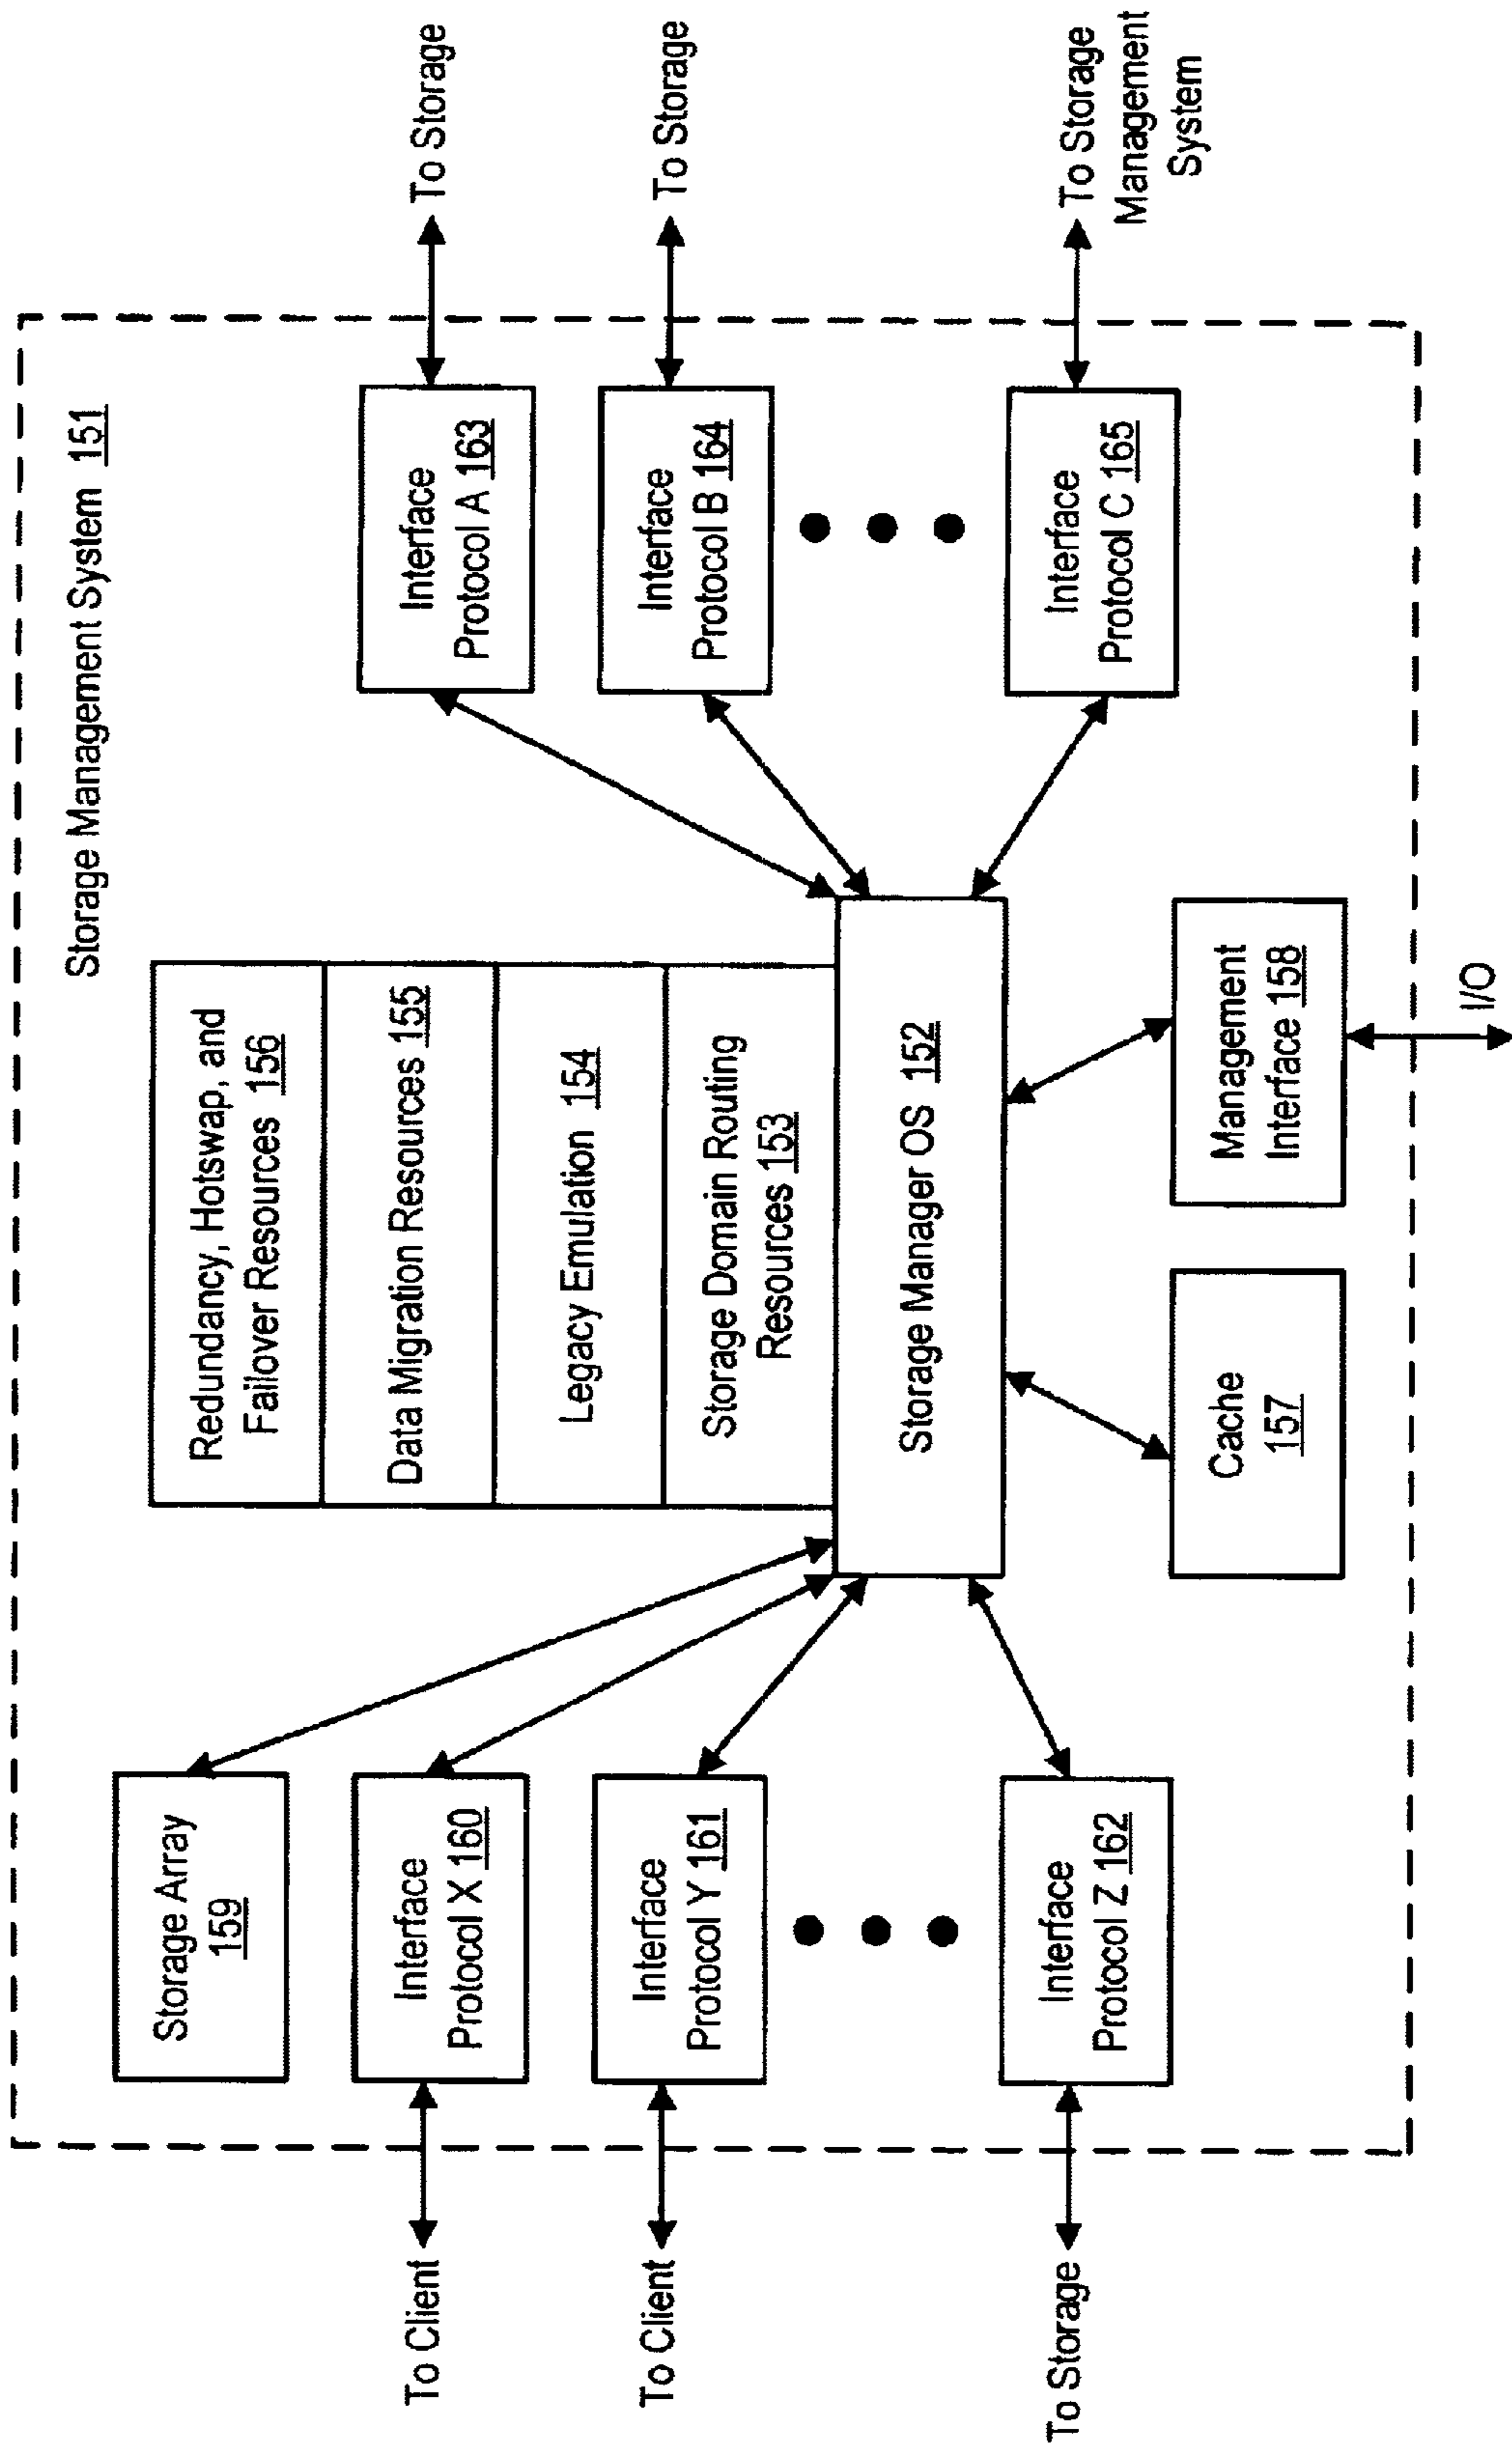 Storage Management System 151
Storage Array
159
Redundancy, Hotswap, and
Failover Resources 156
Data Migration Resources 155
Legacy Emulation 154
Storage Domain Routing
Resources 153
Storage Manager OS 152
To Client
Interface
Protocol X 160
To Client
Interface
Protocol Y 161
To Storage
Interface
Protocol Z 162
Interface
Protocol A 163
To Storage
Interface
Protocol B 164
To Storage
Interface
Protocol C 165
To Storage
Management
System
Cache
157
Management
Interface 158
I/O